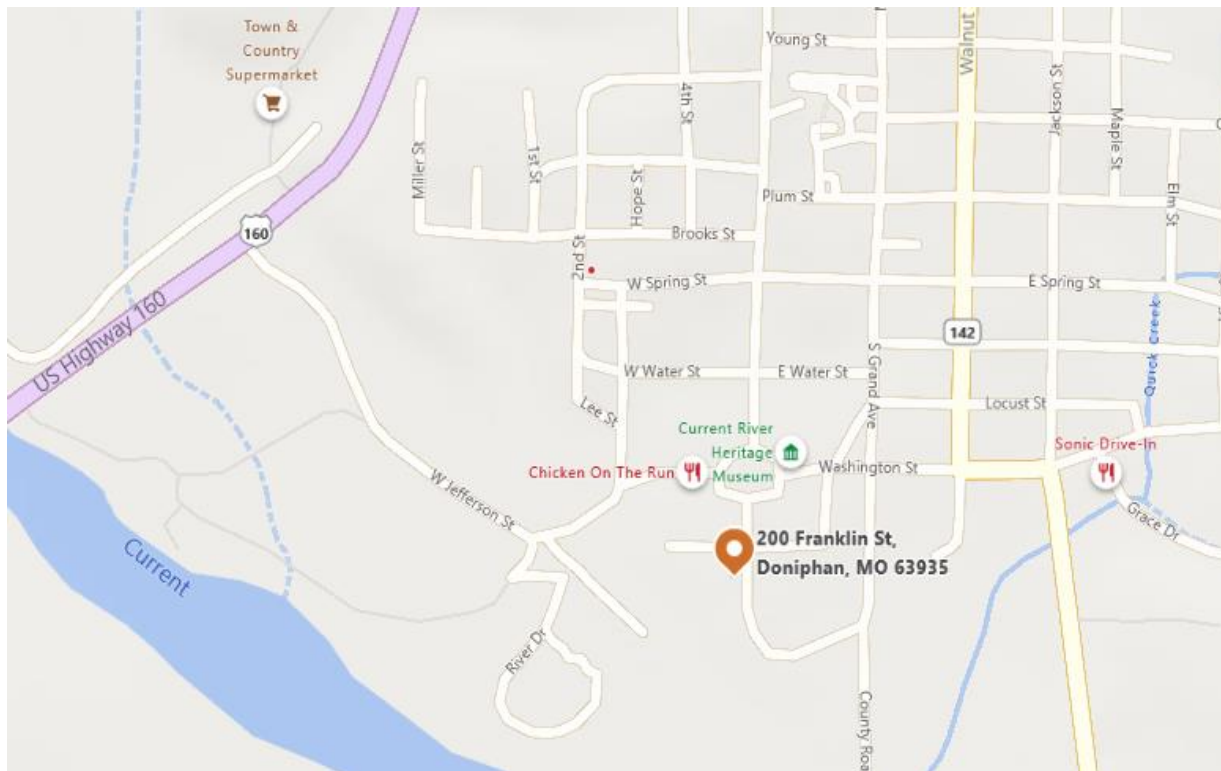 Town &
Country
Supermarket
Young St
Walnut
4th St
Jackson St
Maple St
Miller St
1st St
Hope St
Plum St
Elm St
160
Brooks St
2nd St
W Spring St
E Spring St
US Highway 160
142
Quick Creek
S Grand Ave
W Water St
E Water St
Lee St
Locust St
Current River
Heritage
Museum
Chicken On The Run
Washington St
Sonic Drive-In
W Jefferson St
Grace Dr
Current
200 Franklin St,
Doniphan, MO 63935
River Dr
County Roa